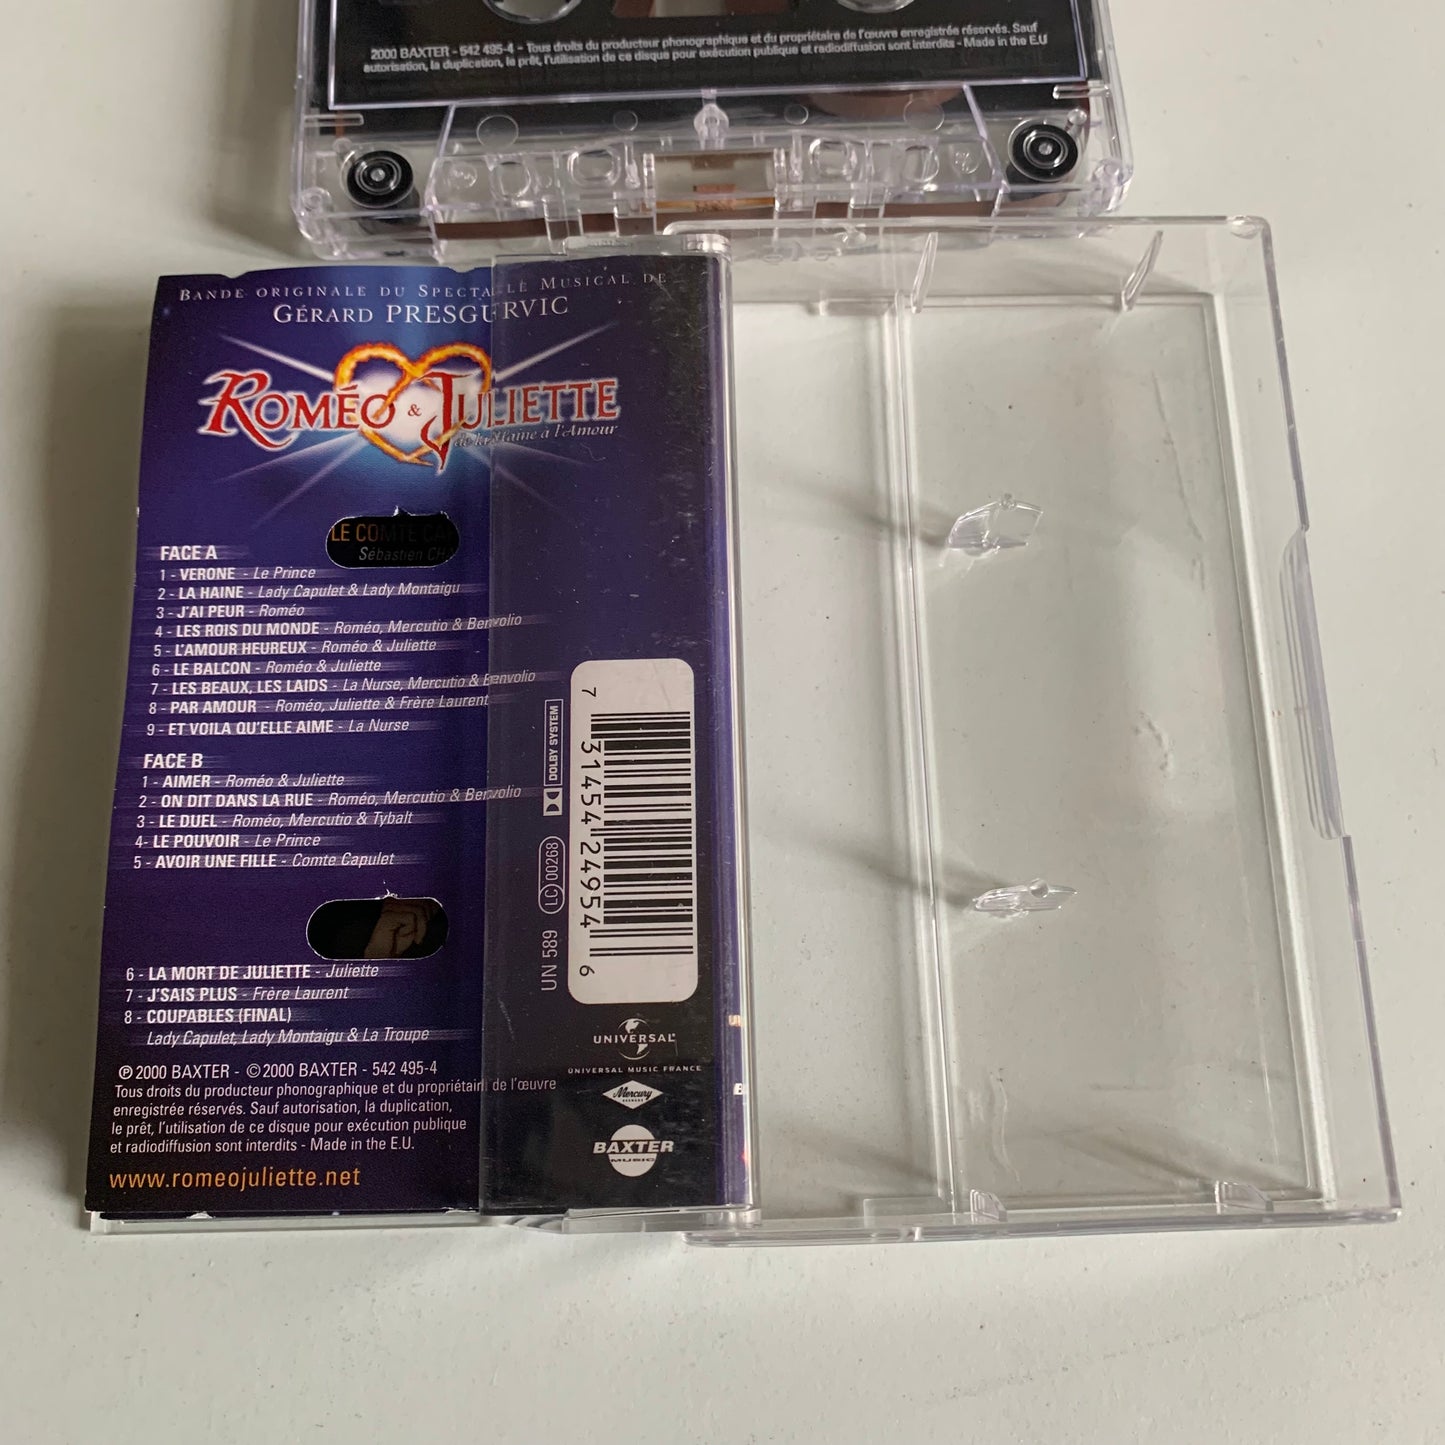 2000 BAXTER - 542 495-4 - Tous droits du producteur phonographique et du propriétaire de l'œuvre enregistrée réservés. Sauf
autorisation, la duplication, le prêt, l'utilisation de ce disque pour exécution publique et radiodiffusion sont interdits - Made in the E.U
BANDE ORIGINALE DU SPECTACLE MUSICAL DE
GÉRARD PRESGURVIC
ROMÉO & JULIETTE
de la Haine à l'Amour
LE COMTE CA
Sébastien CHA
FACE A
1 - VERONE - Le Prince
2 - LA HAINE - Lady Capulet & Lady Montaigu
3 - J'AI PEUR - Roméo
4 - LES ROIS DU MONDE - Roméo, Mercutio & Benvolio
5 - L'AMOUR HEUREUX - Roméo & Juliette
6 - LE BALCON - Roméo & Juliette
7 - LES BEAUX, LES LAIDS - La Nurse, Mercutio & Benvolio
8 - PAR AMOUR - Roméo, Juliette & Frère Laurent
9 - ET VOILA QU'ELLE AIME - La Nurse
FACE B
1 - AIMER - Roméo & Juliette
2 - ON DIT DANS LA RUE - Roméo, Mercutio & Benvolio
3 - LE DUEL - Roméo, Mercutio & Tybalt
4- LE POUVOIR - Le Prince
5 - AVOIR UNE FILLE - Comte Capulet
6 - LA MORT DE JULIETTE - Juliette
7 - J'SAIS PLUS - Frère Laurent
8 - COUPABLES (FINAL)
Lady Capulet, Lady Montaigu & La Troupe
℗ 2000 BAXTER - © 2000 BAXTER - 542 495-4
Tous droits du producteur phonographique et du propriétaire de l'œuvre
enregistrée réservés. Sauf autorisation, la duplication,
le prêt, l'utilisation de ce disque pour exécution publique
et radiodiffusion sont interdits - Made in the E.U.
www.romeojuliette.net
DOLBY SYSTEM
LC 00268
UN 589
7 31454 24954 6
UNIVERSAL
UNIVERSAL MUSIC FRANCE
Mercury
RECORDS
BAXTER
MUSIC